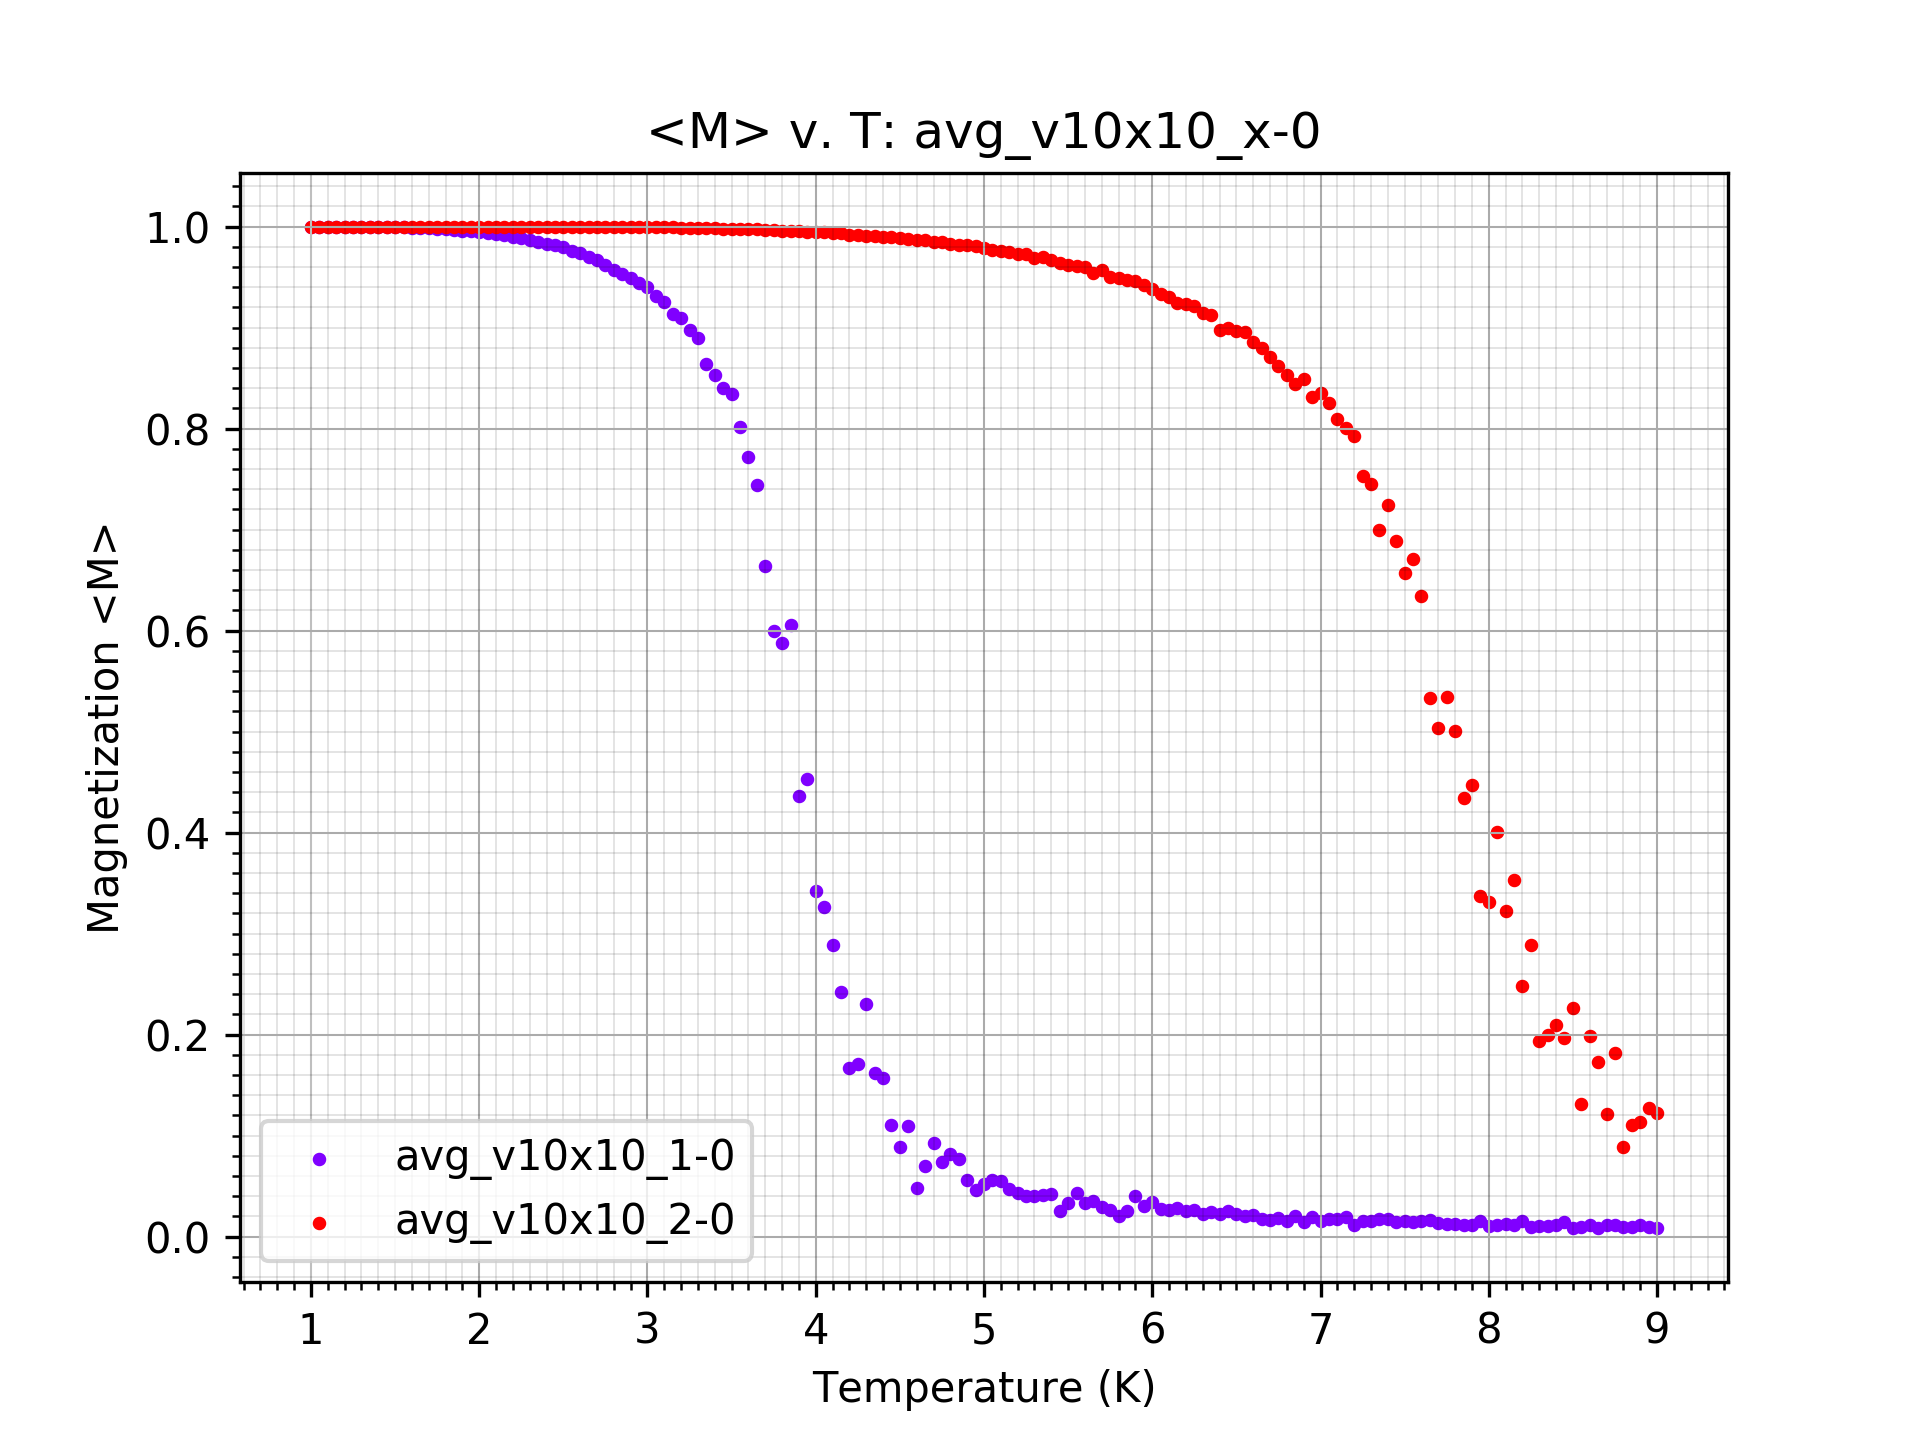 <M> v. T: avg_v10x10_x-0
Magnetization <M>
1.0
0.8
0.6
0.4
0.2
0.0
avg_v10x10_1-0
avg_v10x10_2-0
1 2 3 4 5 6 7 8 9
Temperature (K)